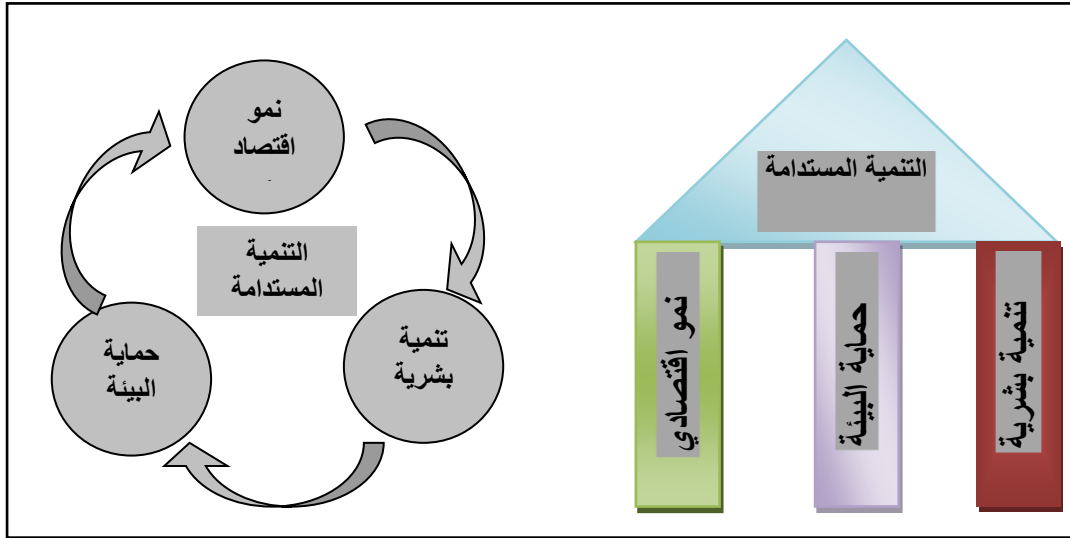 التنمية المستدامة
تنمية بشرية
حماية البيئة
نمو اقتصادي
نمو
اقتصاد
التنمية
المستدامة
تنمية
بشرية
حماية
البيئة